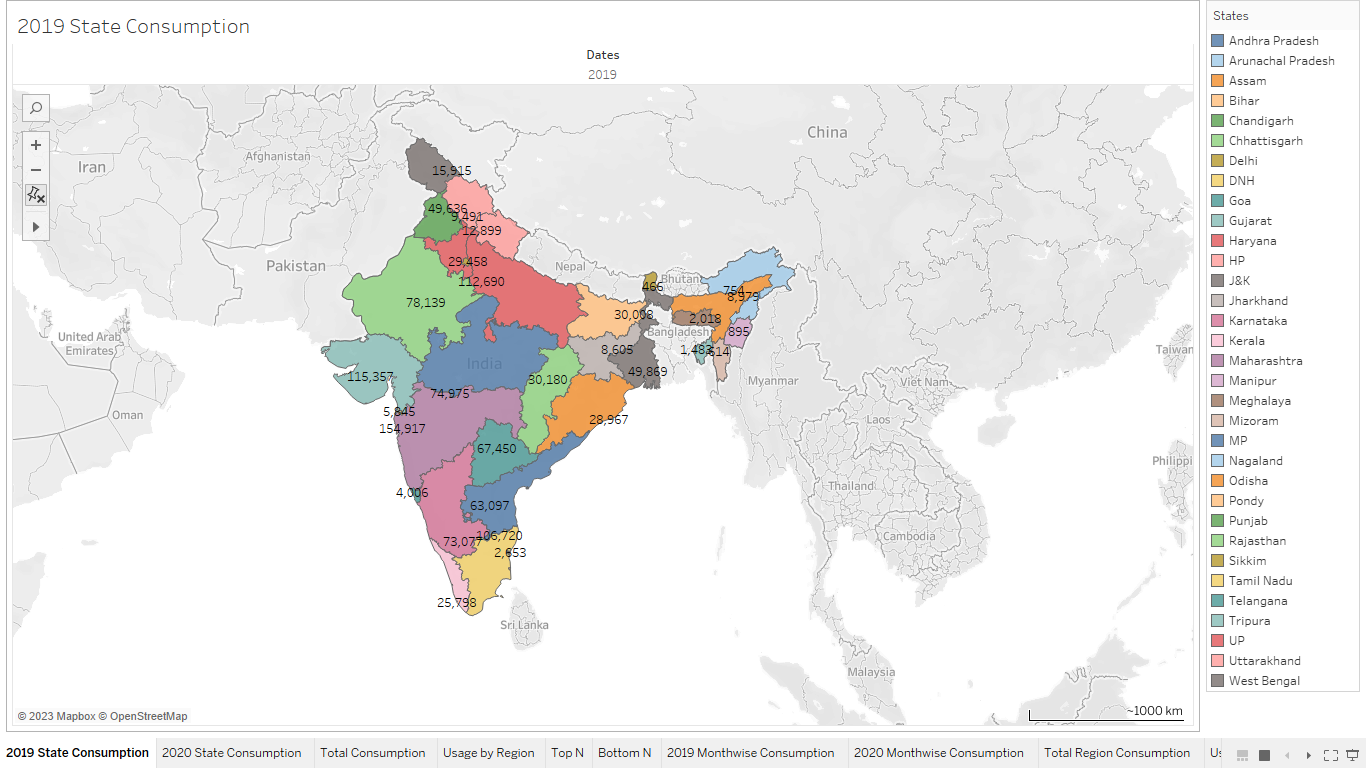 2019 State Consumption
Dates
2019
States
Andhra Pradesh
Arunachal Pradesh
Assam
Bihar
Chandigarh
Chhattisgarh
Delhi
DNH
Goa
Gujarat
Haryana
HP
J&K
Jharkhand
Karnataka
Kerala
Maharashtra
Manipur
Meghalaya
Mizoram
MP
Nagaland
Odisha
Pondy
Punjab
Rajasthan
Sikkim
Tamil Nadu
Telangana
Tripura
UP
Uttarakhand
West Bengal
China
Iran
Afghanistan
15,915
49,636
9,491
12,899
Pakistan
29,458
Nepal
112,690
Bhutan
466
754
8,979
78,139
30,008
2,018
Bangladesh
895
United Arab
Emirates
India
8,605
1,483
614
Taiwan
115,357
30,180
49,869
Myanmar
Viet Nam
74,975
5,845
Oman
154,917
28,967
Laos
67,450
Philippi
4,006
Thailand
63,097
106,720
73,077
2,653
Cambodia
25,798
Sri Lanka
Malaysia
© 2023 Mapbox © OpenStreetMap
~1000 km
2019 State Consumption
2020 State Consumption
Total Consumption
Usage by Region
Top N
Bottom N
2019 Monthwise Consumption
2020 Monthwise Consumption
Total Region Consumption